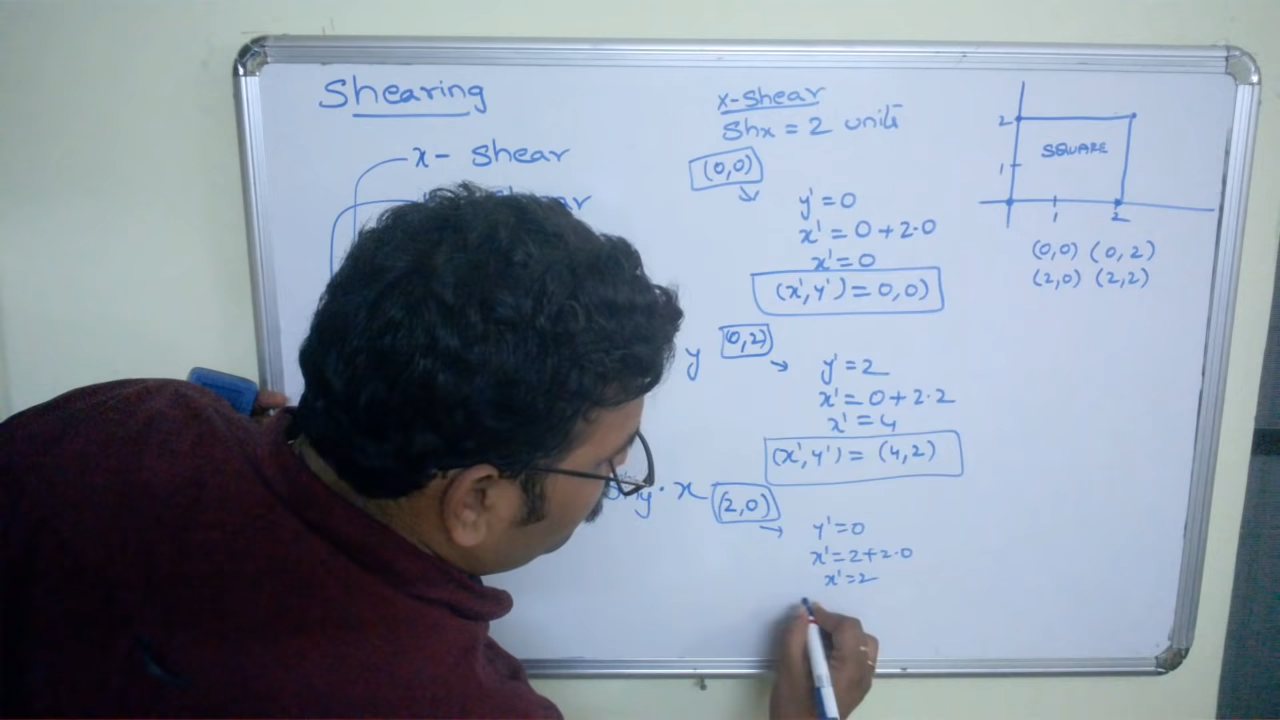 Shearing
x- Shear
y
shy · x
x-Shear
Shx = 2 units
(0,0)
y' = 0
x' = 0 + 2·0
x' = 0
(x', y') = 0,0)
(0,2)
y' = 2
x' = 0 + 2·2
x' = 4
(x', y') = (4,2)
(2,0)
y' = 0
x' = 2 + 2·0
x' = 2
2
SQUARE
1
1 2
(0,0) (0, 2)
(2,0) (2,2)